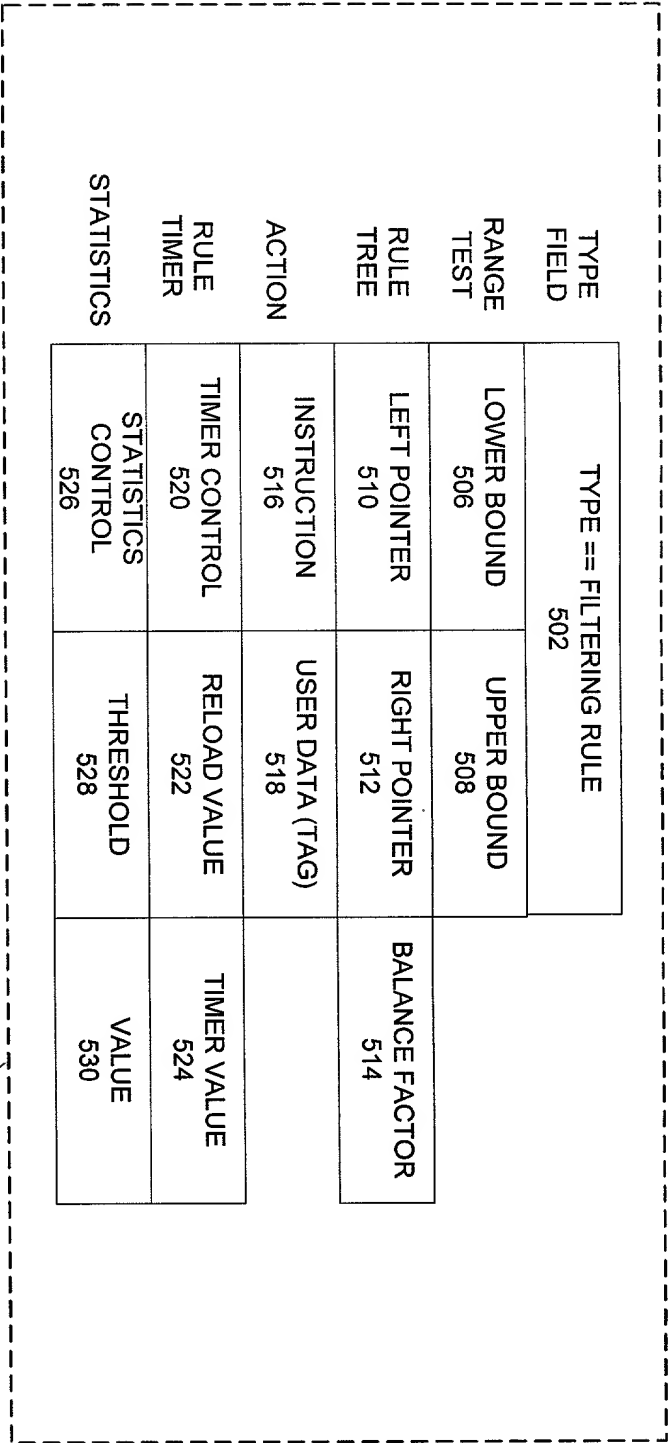 TYPE
FIELD
TYPE == FILTERING RULE
502
RANGE
TEST
LOWER BOUND
506
UPPER BOUND
508
RULE
TREE
LEFT POINTER
510
RIGHT POINTER
512
BALANCE FACTOR
514
ACTION
INSTRUCTION
516
USER DATA (TAG)
518
RULE
TIMER
TIMER CONTROL
520
RELOAD VALUE
522
TIMER VALUE
524
STATISTICS
STATISTICS
CONTROL
526
THRESHOLD
528
VALUE
530